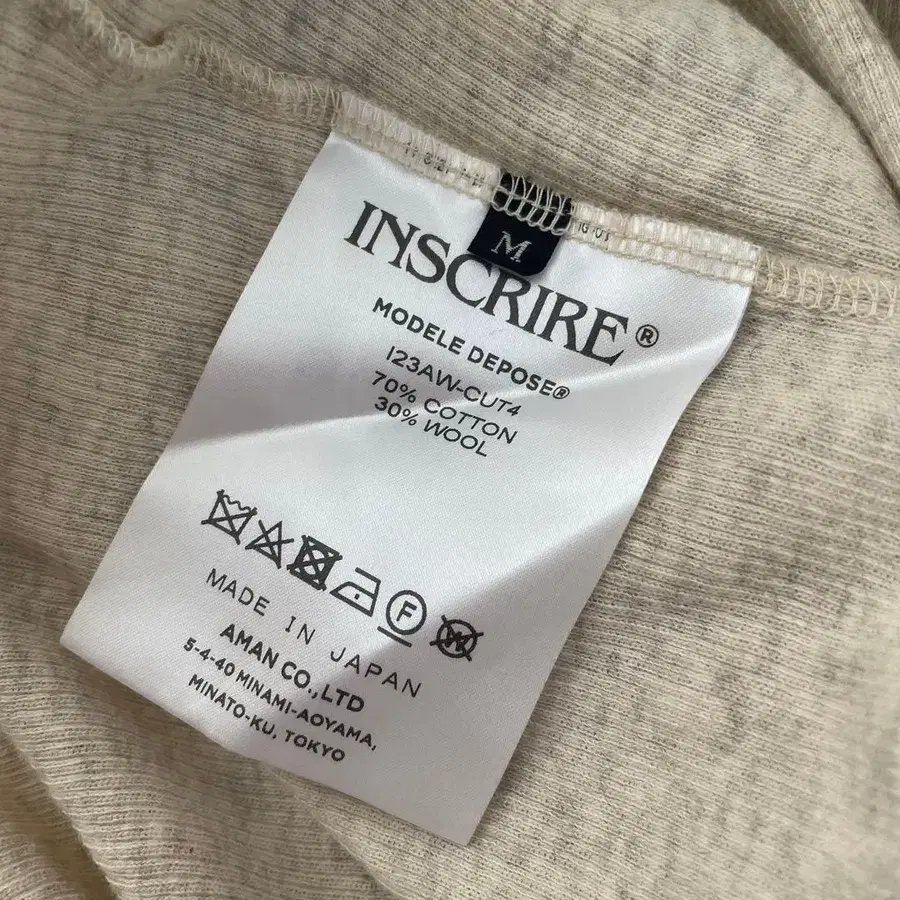 M
INSCRIRE®
MODELE DEPOSE®
I23AW-CUT4
70% COTTON
30% WOOL
F
W
MADE IN JAPAN
AMAN CO.,LTD
5-4-40 MINAMI-AOYAMA,
MINATO-KU, TOKYO